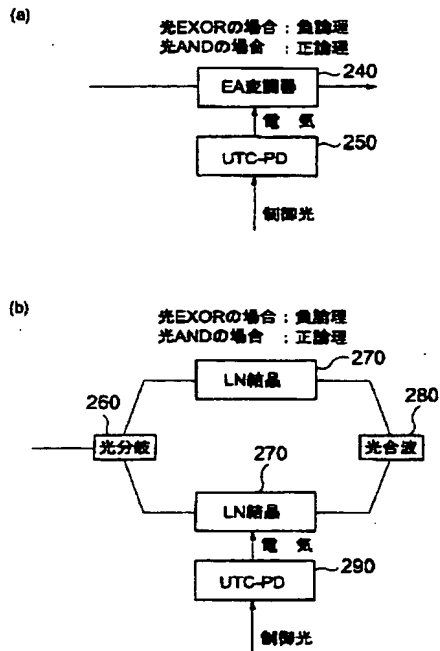 (a)
光EXORの場合 : 負論理
光ANDの場合 : 正論理
240
EA変調器
電 気
250
UTC-PD
制御光
(b)
光EXORの場合 : 負論理
光ANDの場合 : 正論理
270
LN結晶
260
280
光分岐
光合波
270
LN結晶
電 気
290
UTC-PD
制御光